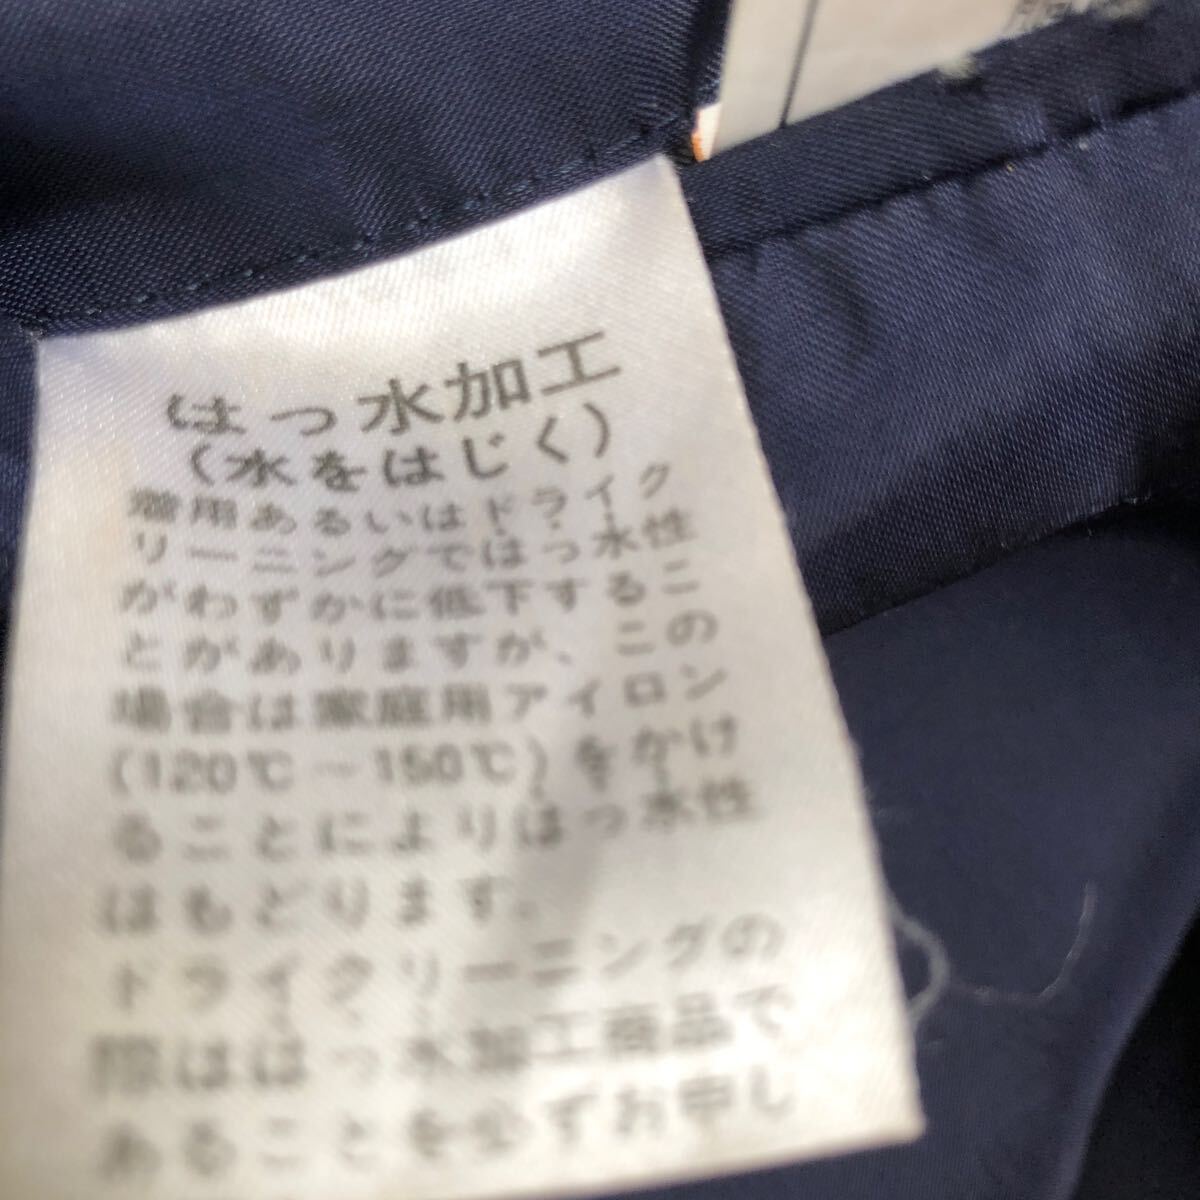 はっ水加工
(水をはじく)
着用あるいはドライク
リーニングではっ水性
がわずかに低下するこ
とがありますが、この
場合は家庭用アイロン
(120℃~150℃)をかけ
ることによりはっ水性
はもどります。
ドライクリーニングの
際ははっ水加工商品で
あることを必ずお申し